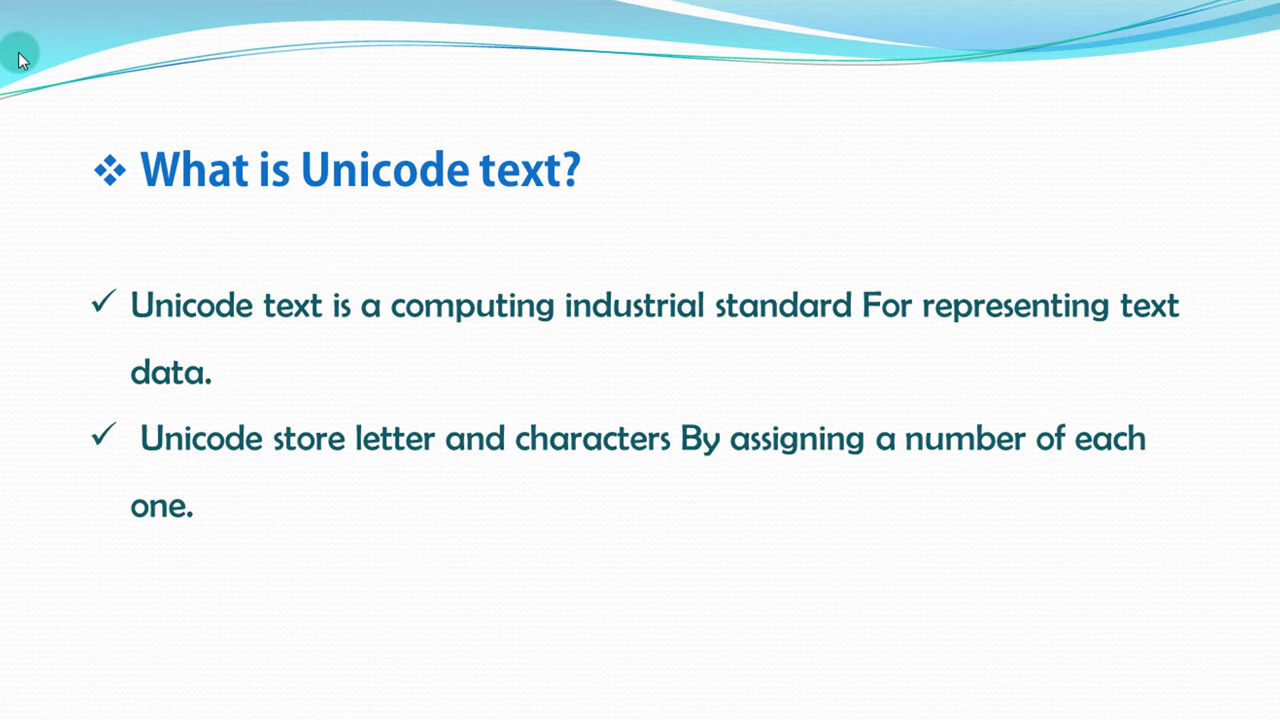 ❖ What is Unicode text?
✓ Unicode text is a computing industrial standard For representing text
data.
✓ Unicode store letter and characters By assigning a number of each
one.